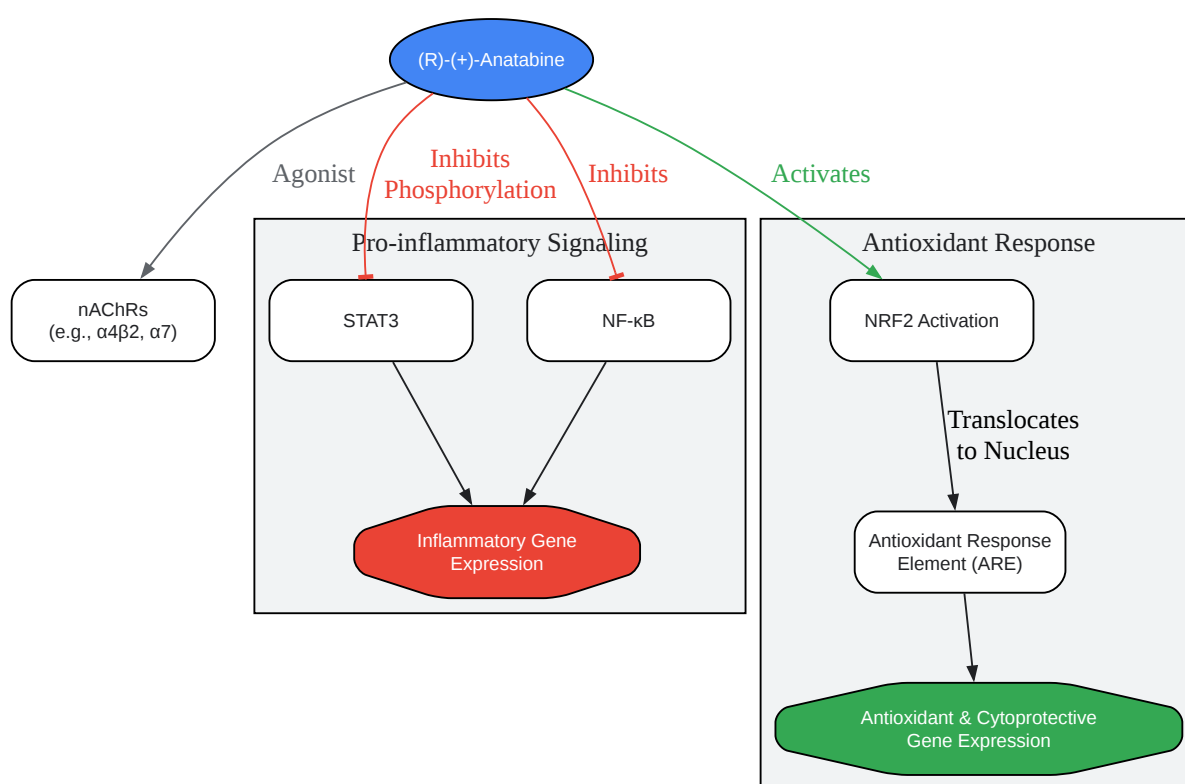 (R)-(+)-Anatabine
Agonist
Inhibits
Phosphorylation
Inhibits
Activates
Pro-inflammatory Signaling
Antioxidant Response
nAChRs
(e.g., α4β2, α7)
STAT3
NF-κB
NRF2 Activation
Translocates
to Nucleus
Inflammatory Gene
Expression
Antioxidant Response
Element (ARE)
Antioxidant & Cytoprotective
Gene Expression